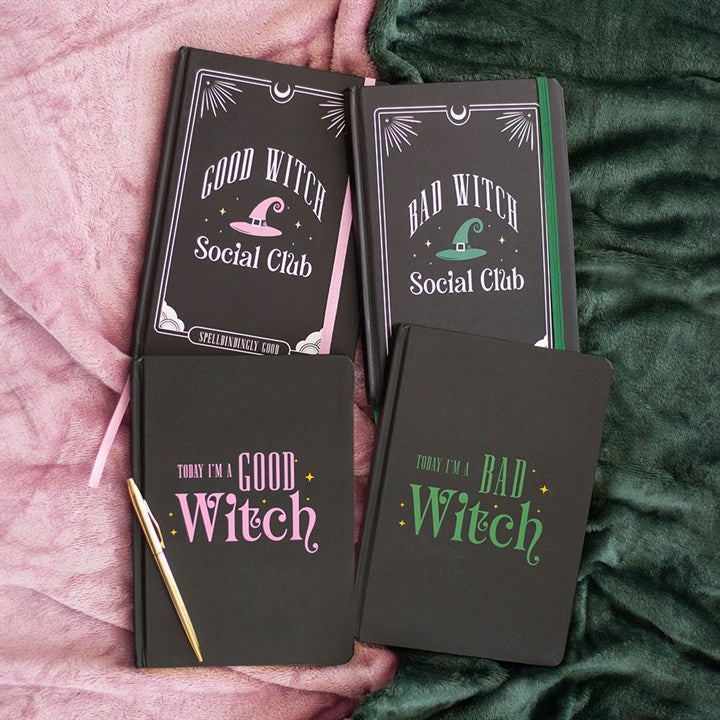 GOOD WITCH
Social Club
SPELLBINDINGLY GOOD
BAD WITCH
Social Club
TODAY I'M A GOOD
Witch
TODAY I'M A BAD
Witch